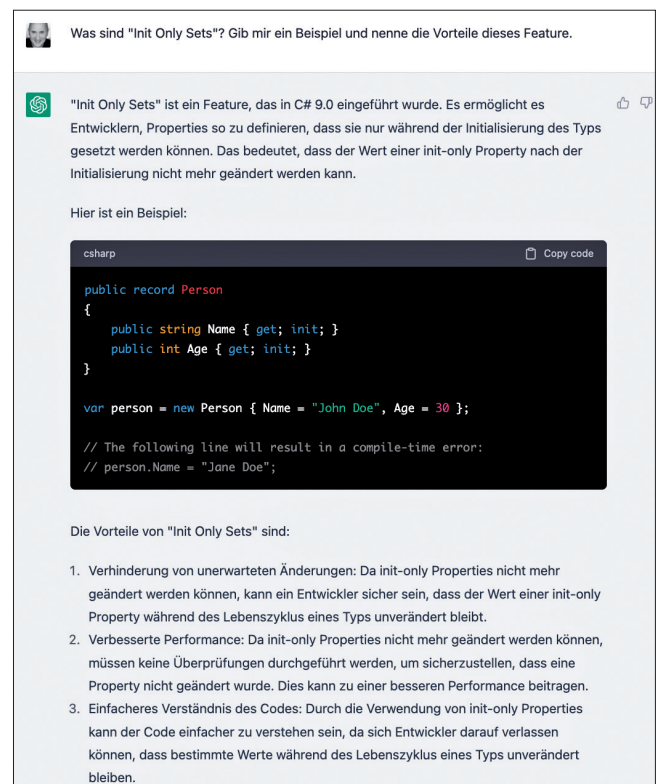 Was sind "Init Only Sets"? Gib mir ein Beispiel und nenne die Vorteile dieses Feature.
"Init Only Sets" ist ein Feature, das in C# 9.0 eingeführt wurde. Es ermöglicht es
Entwicklern, Properties so zu definieren, dass sie nur während der Initialisierung des Typs
gesetzt werden können. Das bedeutet, dass der Wert einer init-only Property nach der
Initialisierung nicht mehr geändert werden kann.
Hier ist ein Beispiel:
csharp Copy code
public record Person
{
    public string Name { get; init; }
    public int Age { get; init; }
}
var person = new Person { Name = "John Doe", Age = 30 };
// The following line will result in a compile-time error:
// person.Name = "Jane Doe";
Die Vorteile von "Init Only Sets" sind:
1. Verhinderung von unerwarteten Änderungen: Da init-only Properties nicht mehr
geändert werden können, kann ein Entwickler sicher sein, dass der Wert einer init-only
Property während des Lebenszyklus eines Typs unverändert bleibt.
2. Verbesserte Performance: Da init-only Properties nicht mehr geändert werden können,
müssen keine Überprüfungen durchgeführt werden, um sicherzustellen, dass eine
Property nicht geändert wurde. Dies kann zu einer besseren Performance beitragen.
3. Einfacheres Verständnis des Codes: Durch die Verwendung von init-only Properties
kann der Code einfacher zu verstehen sein, da sich Entwickler darauf verlassen
können, dass bestimmte Werte während des Lebenszyklus eines Typs unverändert
bleiben.